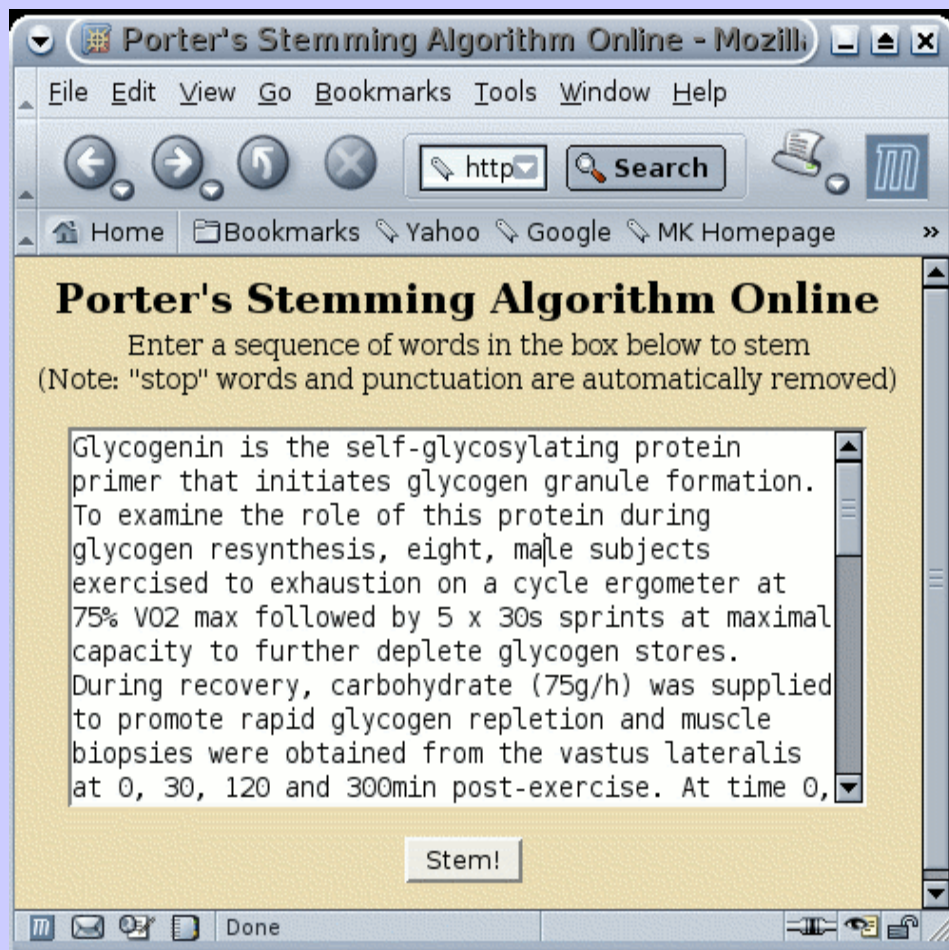 Porter's Stemming Algorithm Online - Mozill
File Edit View Go Bookmarks Tools Window Help
http Search
Home Bookmarks Yahoo Google MK Homepage »
Porter's Stemming Algorithm Online
Enter a sequence of words in the box below to stem
(Note: "stop" words and punctuation are automatically removed)
Glycogenin is the self-glycosylating protein
primer that initiates glycogen granule formation.
To examine the role of this protein during
glycogen resynthesis, eight, male subjects
exercised to exhaustion on a cycle ergometer at
75% VO2 max followed by 5 x 30s sprints at maximal
capacity to further deplete glycogen stores.
During recovery, carbohydrate (75g/h) was supplied
to promote rapid glycogen repletion and muscle
biopsies were obtained from the vastus lateralis
at 0, 30, 120 and 300min post-exercise. At time 0,
Stem!
Done